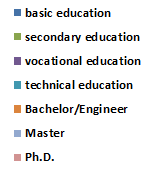 basic education
secondary education
vocational education
technical education
Bachelor/Engineer
Master
Ph.D.